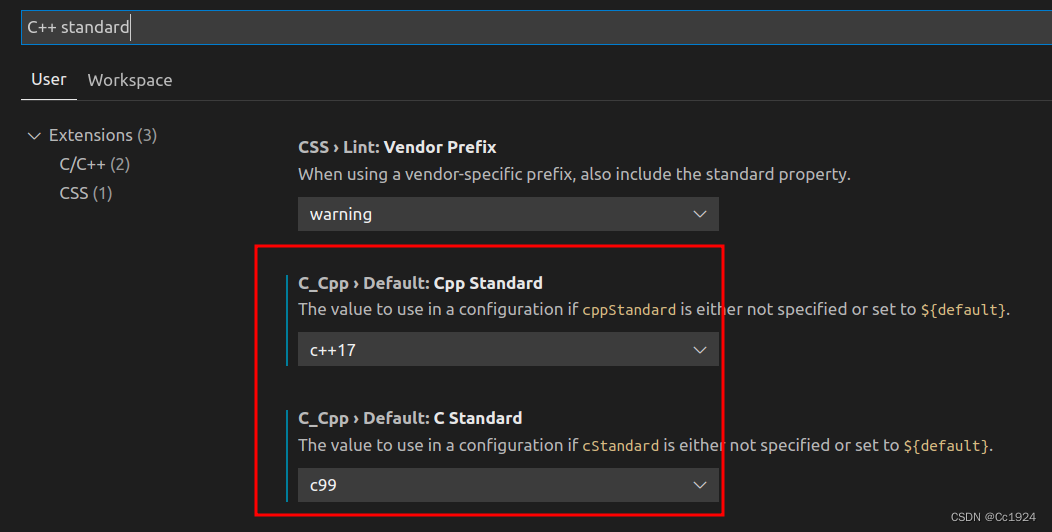 C++ standard
User Workspace
Extensions (3)
C/C++ (2)
CSS (1)
CSS › Lint: Vendor Prefix
When using a vendor-specific prefix, also include the standard property.
warning
C_Cpp › Default: Cpp Standard
The value to use in a configuration if cppStandard is either not specified or set to ${default}.
c++17
C_Cpp › Default: C Standard
The value to use in a configuration if cStandard is either not specified or set to ${default}.
c99
CSDN @Cc1924